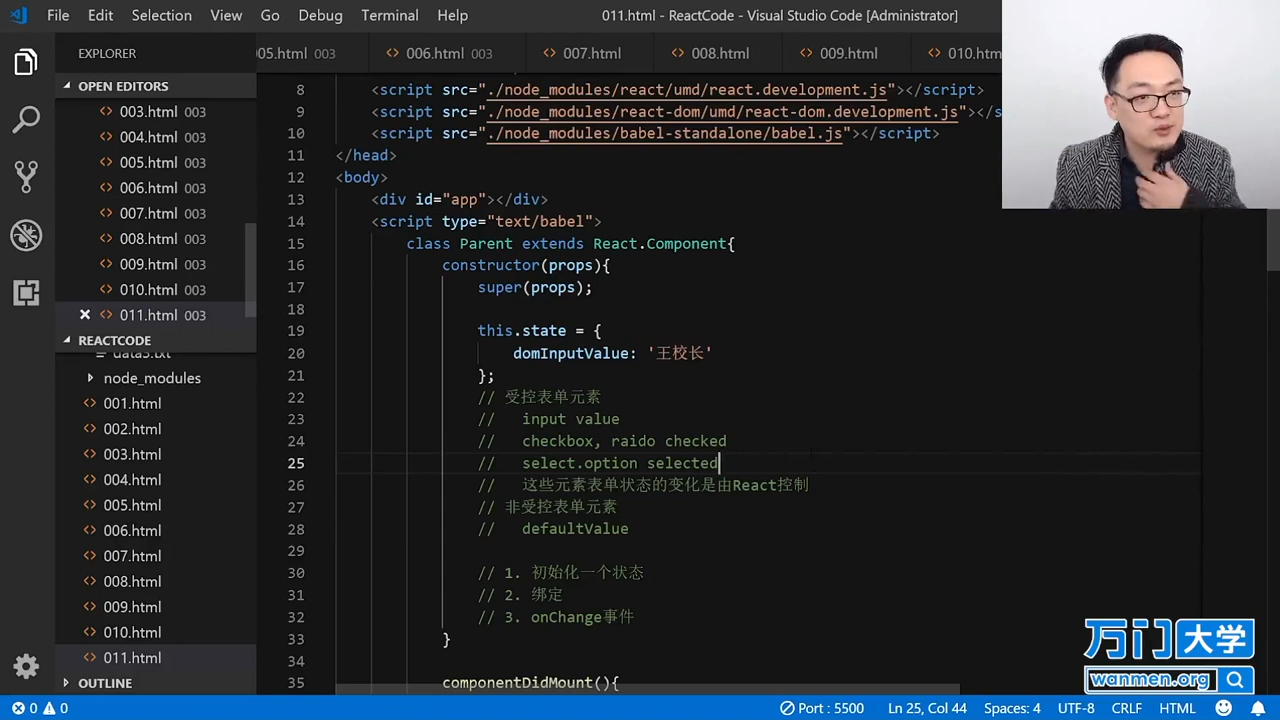 File Edit Selection View Go Debug Terminal Help 011.html - ReactCode - Visual Studio Code [Administrator]
EXPLORER
005.html 003 006.html 003 007.html 008.html 009.html 010.htm
OPEN EDITORS
003.html 003
004.html 003
005.html 003
006.html 003
007.html 003
008.html 003
009.html 003
010.html 003
011.html 003
REACTCODE
data3.txt
node_modules
001.html
002.html
003.html
004.html
005.html
006.html
007.html
008.html
009.html
010.html
011.html
OUTLINE
8 <script src="./node_modules/react/umd/react.development.js"></script>
9 <script src="./node_modules/react-dom/umd/react-dom.development.js"></s
10 <script src="./node_modules/babel-standalone/babel.js"></script>
11 </head>
12 <body>
13 <div id="app"></div>
14 <script type="text/babel">
15 class Parent extends React.Component{
16 constructor(props){
17 super(props);
18
19 this.state = {
20 domInputValue: '王校长'
21 };
22 // 受控表单元素
23 // input value
24 // checkbox, raido checked
25 // select.option selected
26 // 这些元素表单状态的变化是由React控制
27 // 非受控表单元素
28 // defaultValue
29
30 // 1. 初始化一个状态
31 // 2. 绑定
32 // 3. onChange事件
33 }
34
35 componentDidMount(){
万门大学
wanmen.org
0 0 Port : 5500 Ln 25, Col 44 Spaces: 4 UTF-8 CRLF HTML